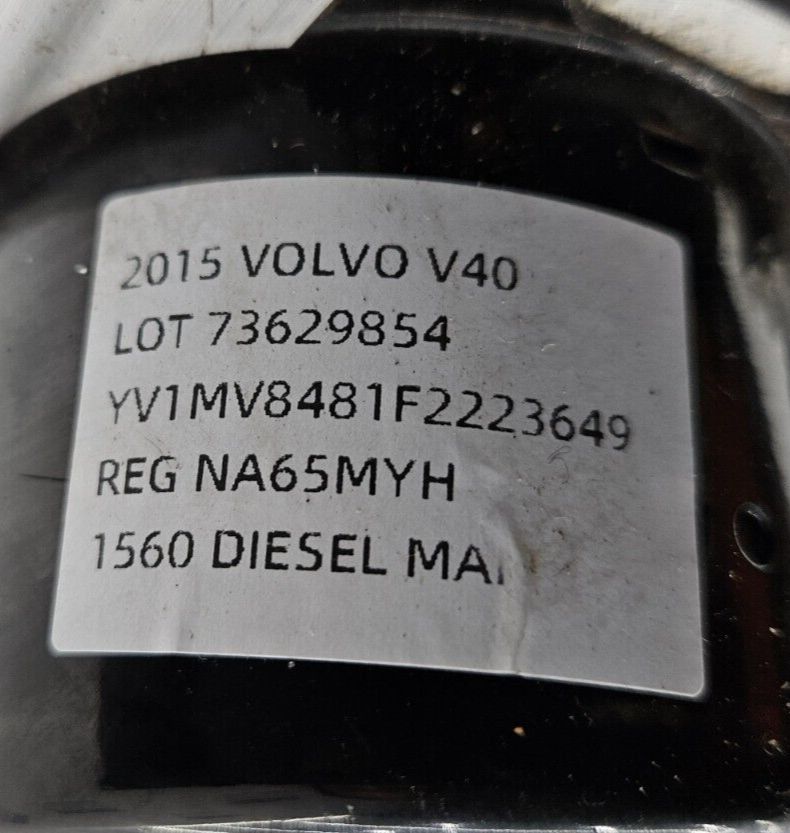 2015 VOLVO V40
LOT 73629854
YV1MV8481F2223649
REG NA65MYH
1560 DIESEL